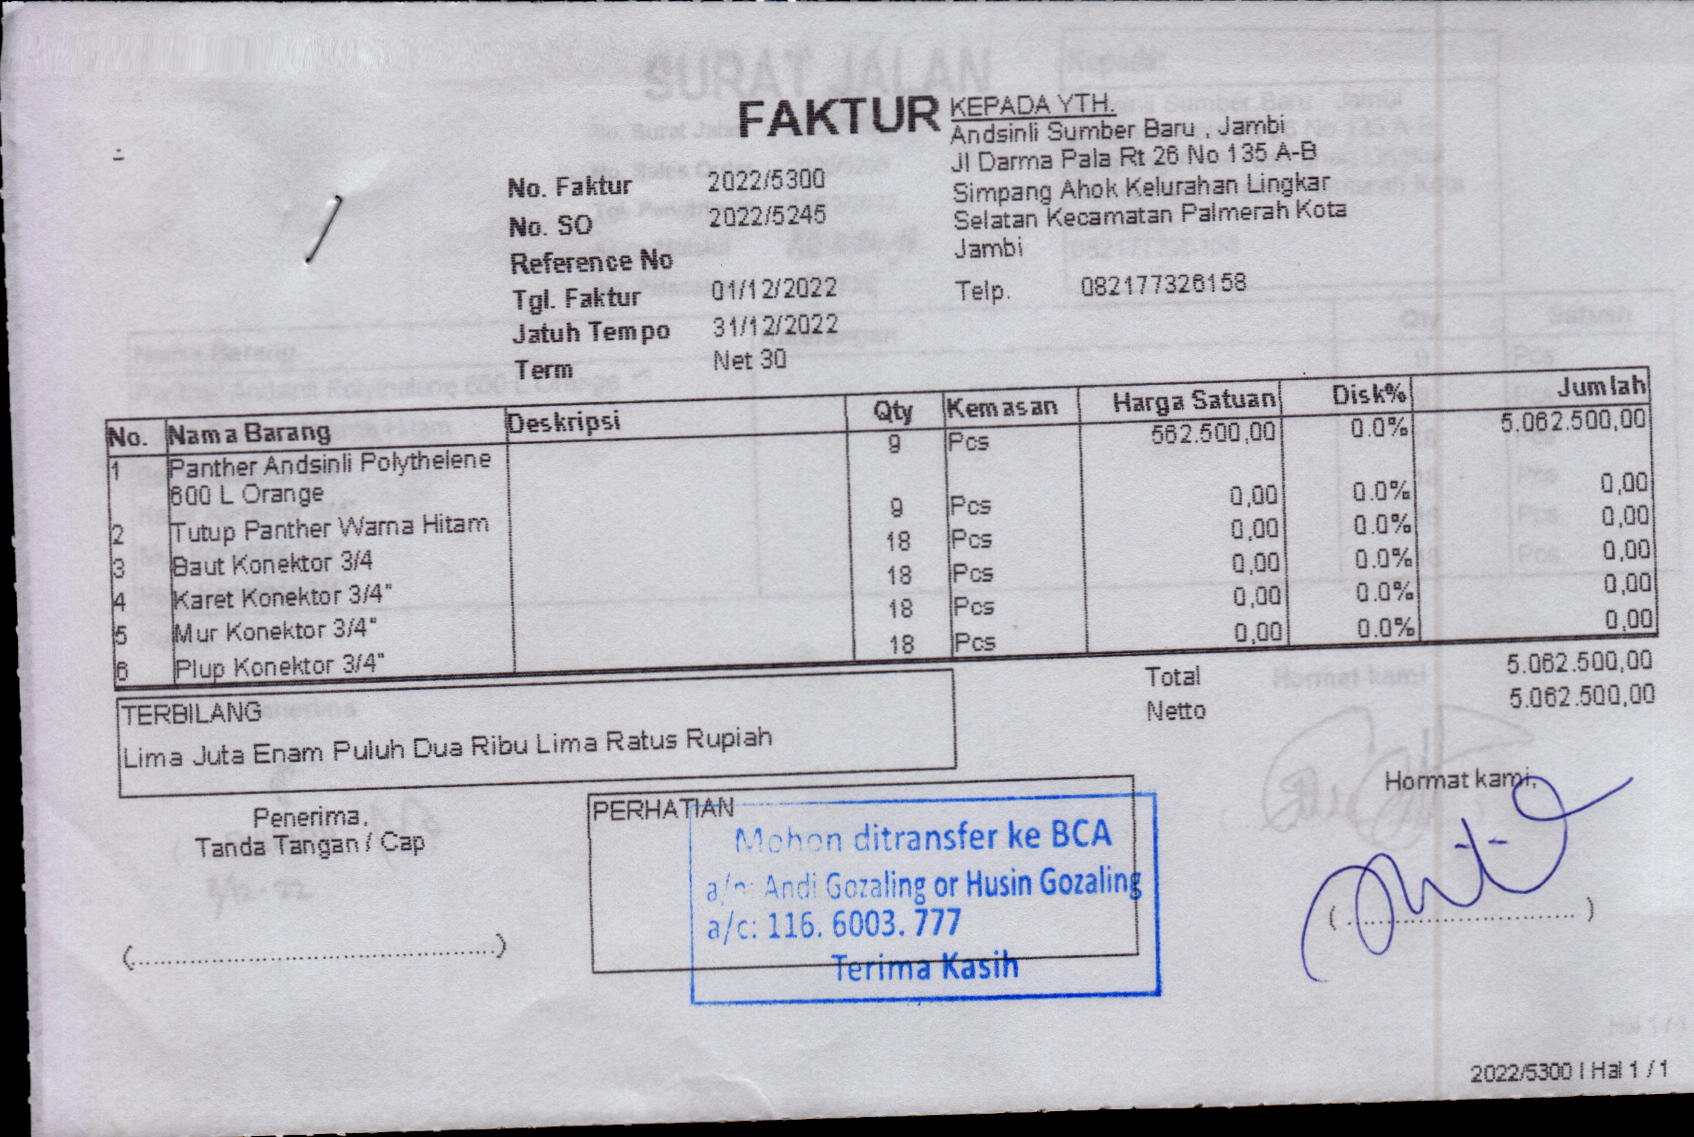 FAKTUR
No. Faktur 2022/5300
No. SO 2022/5245
Reference No
Tgl. Faktur 01/12/2022
Jatuh Tempo 31/12/2022
Term Net 30
KEPADA YTH.
Andsinli Sumber Baru , Jambi
Jl Darma Pala Rt 26 No 135 A-B
Simpang Ahok Kelurahan Lingkar
Selatan Kecamatan Palmerah Kota
Jambi
Telp. 082177326158
No. Nama Barang Deskripsi Qty Kemasan Harga Satuan Disk% Jumlah
1 Panther Andsinli Polythelene 9 Pcs 562.500,00 0.0% 5.062.500,00
600 L Orange
2 Tutup Panther Warna Hitam 9 Pcs 0,00 0.0% 0,00
3 Baut Konektor 3/4 18 Pcs 0,00 0.0% 0,00
4 Karet Konektor 3/4" 18 Pcs 0,00 0.0% 0,00
5 Mur Konektor 3/4" 18 Pcs 0,00 0.0% 0,00
6 Plup Konektor 3/4" 18 Pcs 0,00 0.0% 0,00
Total 5.062.500,00
Netto 5.062.500,00
TERBILANG
Lima Juta Enam Puluh Dua Ribu Lima Ratus Rupiah
Penerima,
Tanda Tangan / Cap
(................................................)
PERHATIAN
Mohon ditransfer ke BCA
a/n: Andi Gozaling or Husin Gozaling
a/c: 116. 6003. 777
Terima Kasih
Hormat kami,
(................................)
2022/5300 I Hal 1 / 1